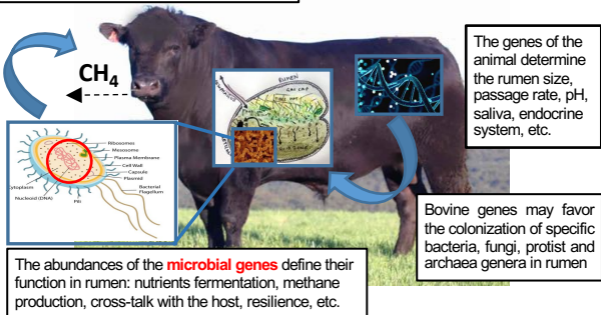 CH4
The genes of the
animal determine
the rumen size,
passage rate, pH,
saliva, endocrine
system, etc.
Rumen
Ribosomes
Mesosome
Plasma Membrane
Cell Wall
Capsule
Plasmid
Bacterial
Flagellum
Cytoplasm
Nucleoid (DNA)
Pili
Bovine genes may favor
the colonization of specific
bacteria, fungi, protist and
archaea genera in rumen
The abundances of the microbial genes define their
function in rumen: nutrients fermentation, methane
production, cross-talk with the host, resilience, etc.